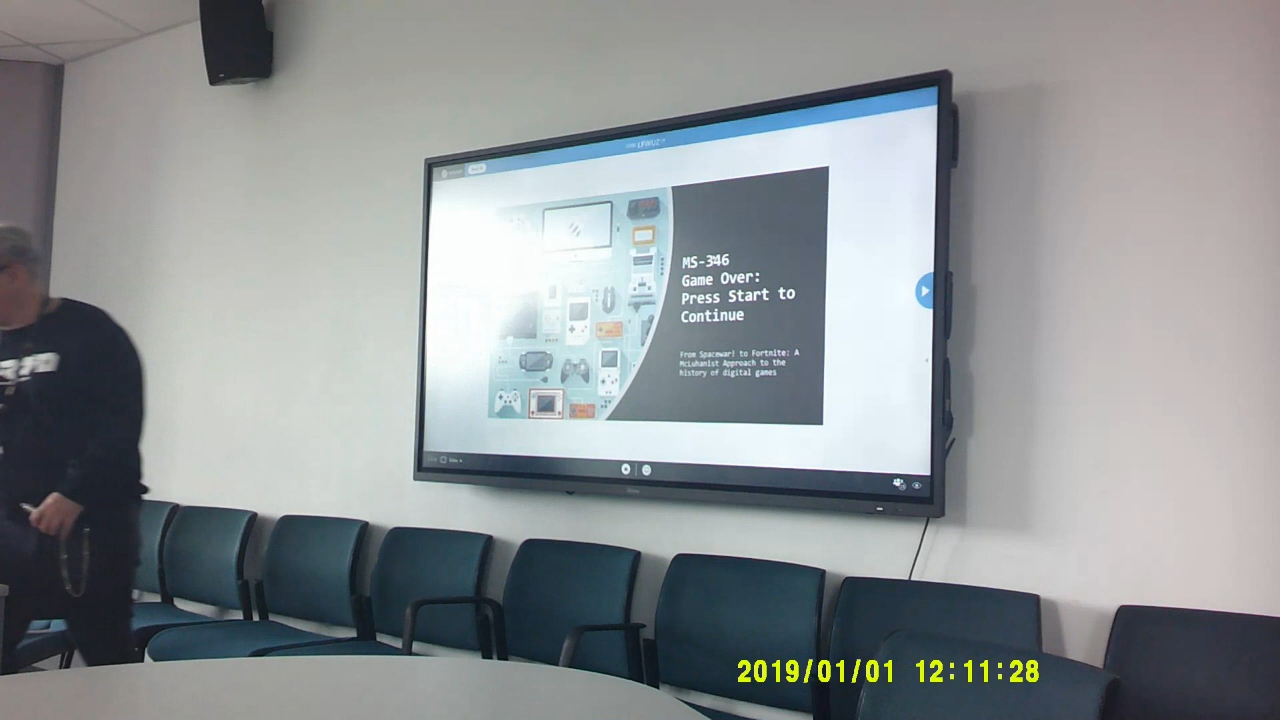 MS-346
Game Over:
Press Start to
Continue
From Spacewar! to Fortnite: A
McLuhanist Approach to the
history of digital games
2019/01/01 12:11:28